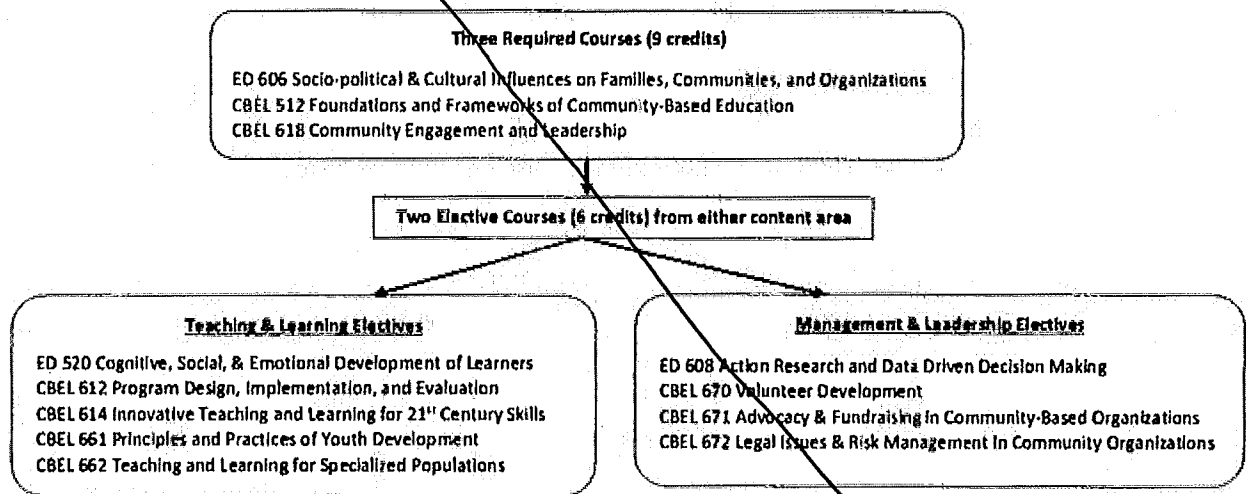 Three Required Courses (9 credits)
ED 606 Socio-political & Cultural Influences on Families, Communities, and Organizations
CBEL 512 Foundations and Frameworks of Community-Based Education
CBEL 618 Community Engagement and Leadership
Two Elective Courses (6 credits) from either content area
Teaching & Learning Electives
ED 520 Cognitive, Social, & Emotional Development of Learners
CBEL 612 Program Design, Implementation, and Evaluation
CBEL 614 Innovative Teaching and Learning for 21st Century Skills
CBEL 661 Principles and Practices of Youth Development
CBEL 662 Teaching and Learning for Specialized Populations
Management & Leadership Electives
ED 608 Action Research and Data Driven Decision Making
CBEL 670 Volunteer Development
CBEL 671 Advocacy & Fundraising in Community-Based Organizations
CBEL 672 Legal Issues & Risk Management in Community Organizations